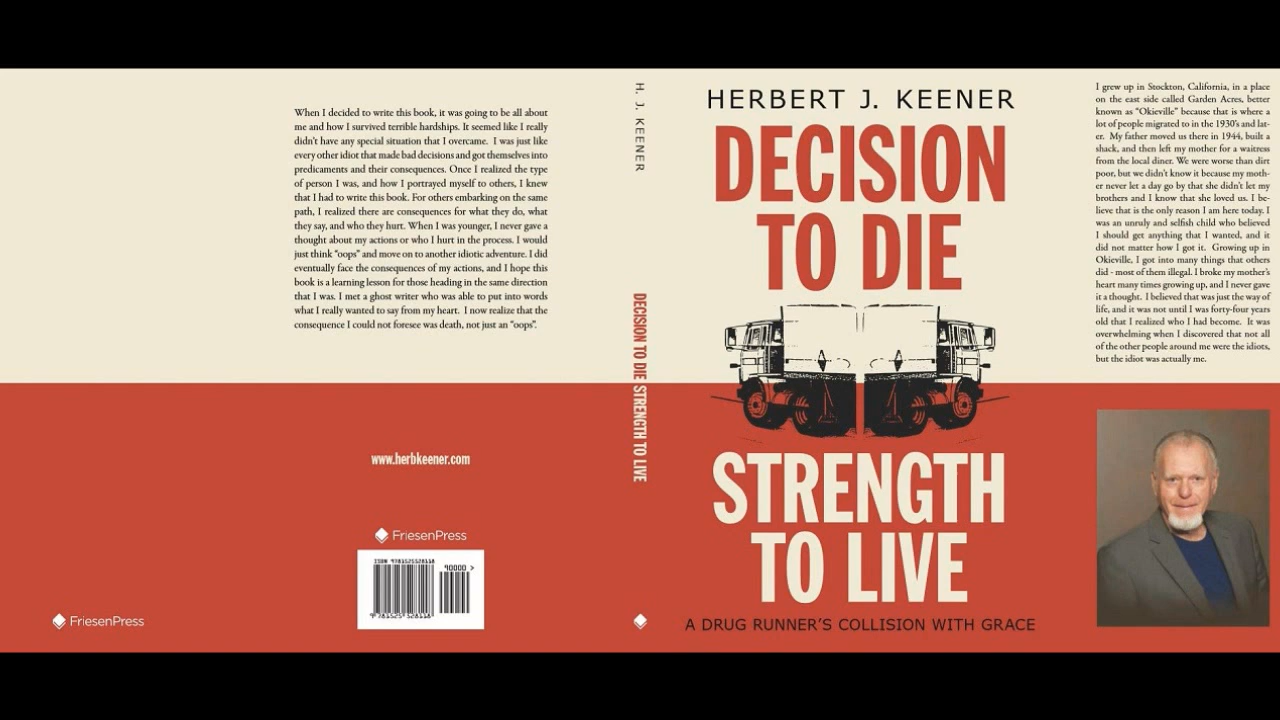 When I decided to write this book, it was going to be all about
me and how I survived terrible hardships. It seemed like I really
didn't have any special situation that I overcame. I was just like
every other idiot that made bad decisions and got themselves into
predicaments and their consequences. Once I realized the type
of person I was, and how I portrayed myself to others, I knew
that I had to write this book. For others embarking on the same
path, I realized there are consequences for what they do, what
they say, and who they hurt. When I was younger, I never gave a
thought about my actions or who I hurt in the process. I would
just think "oops" and move on to another idiotic adventure. I did
eventually face the consequences of my actions, and I hope this
book is a learning lesson for those heading in the same direction
that I was. I met a ghost writer who was able to put into words
what I really wanted to say from my heart. I now realize that the
consequence I could not foresee was death, not just an "oops".
www.herbkeener.com
FriesenPress
ISBN 9781525528118
90000 >
9 781525 528118
FriesenPress
H. J. KEENER
DECISION TO DIE STRENGTH TO LIVE
HERBERT J. KEENER
DECISION
TO DIE
STRENGTH
TO LIVE
A DRUG RUNNER'S COLLISION WITH GRACE
I grew up in Stockton, California, in a place
on the east side called Garden Acres, better
known as "Okieville" because that is where a
lot of people migrated to in the 1930's and lat-
er. My father moved us there in 1944, built a
shack, and then left my mother for a waitress
from the local diner. We were worse than dirt
poor, but we didn't know it because my moth-
er never let a day go by that she didn't let my
brothers and I know that she loved us. I be-
lieve that is the only reason I am here today. I
was an unruly and selfish child who believed
I should get anything that I wanted, and it
did not matter how I got it. Growing up in
Okieville, I got into many things that others
did - most of them illegal. I broke my mother's
heart many times growing up, and I never gave
it a thought. I believed that was just the way of
life, and it was not until I was forty-four years
old that I realized who I had become. It was
overwhelming when I discovered that not all
of the other people around me were the idiots,
but the idiot was actually me.